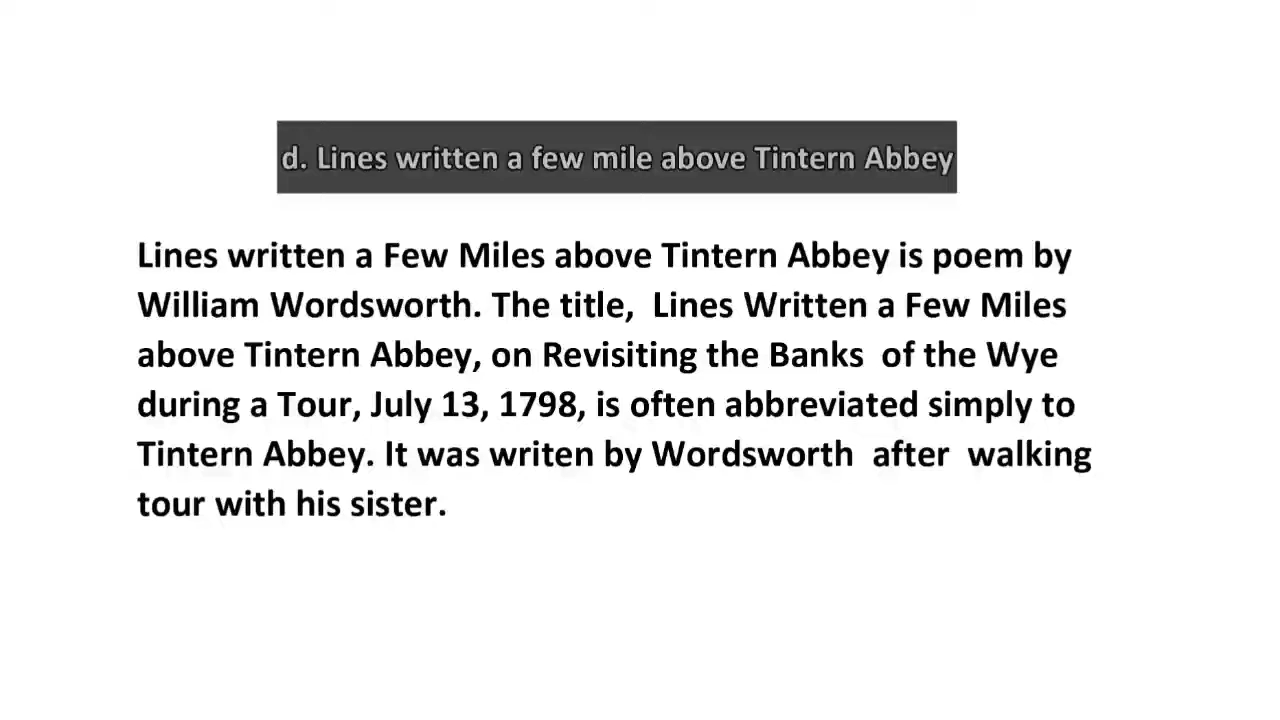 d. Lines written a few mile above Tintern Abbey
Lines written a Few Miles above Tintern Abbey is poem by
William Wordsworth. The title, Lines Written a Few Miles
above Tintern Abbey, on Revisiting the Banks of the Wye
during a Tour, July 13, 1798, is often abbreviated simply to
Tintern Abbey. It was writen by Wordsworth after walking
tour with his sister.